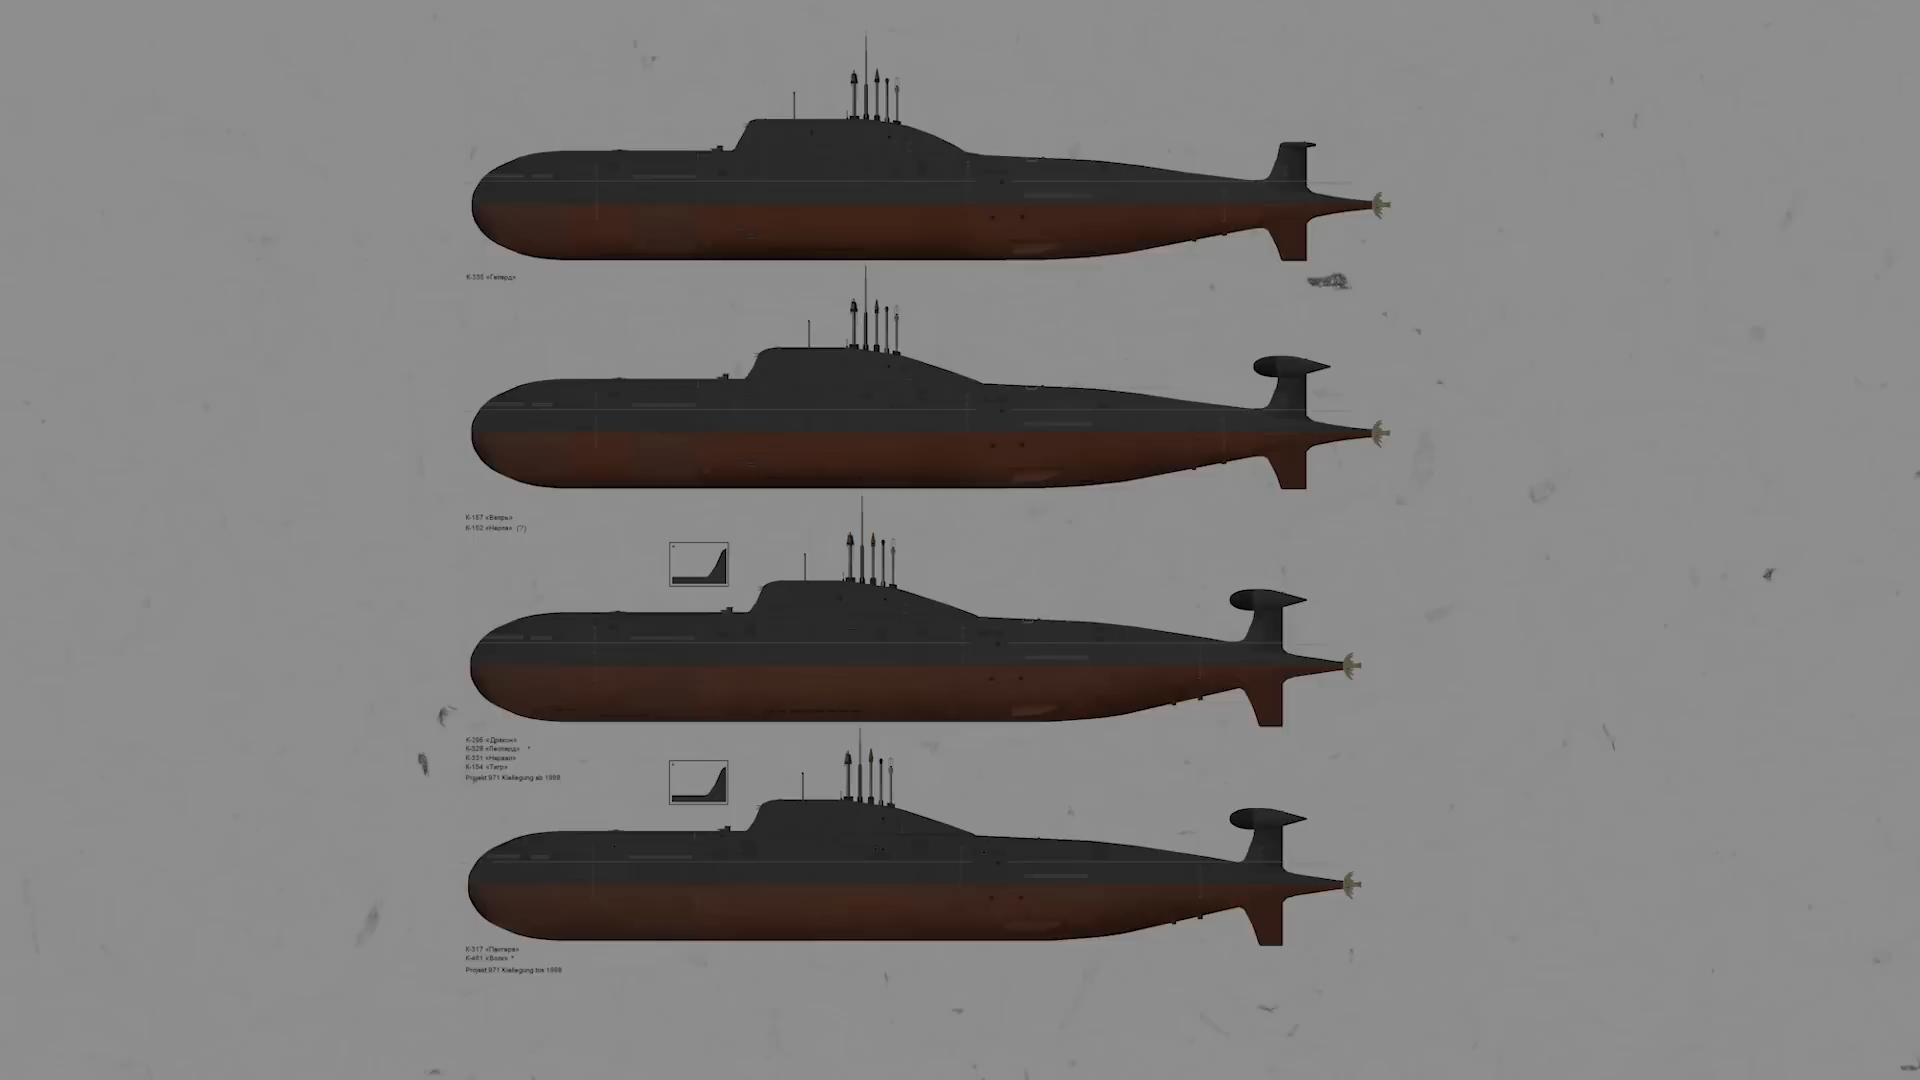 К-335 «Гепард»
К-157 «Вепрь»
К-152 «Нерпа» (?)
К-295 «Дракон»
К-328 «Леопард» *
К-331 «Нарвал»
К-154 «Тигр»
Projekt 971 Kiellegung ab 1988
К-317 «Пантера»
К-461 «Волк» *
Projekt 971 Kiellegung bis 1988